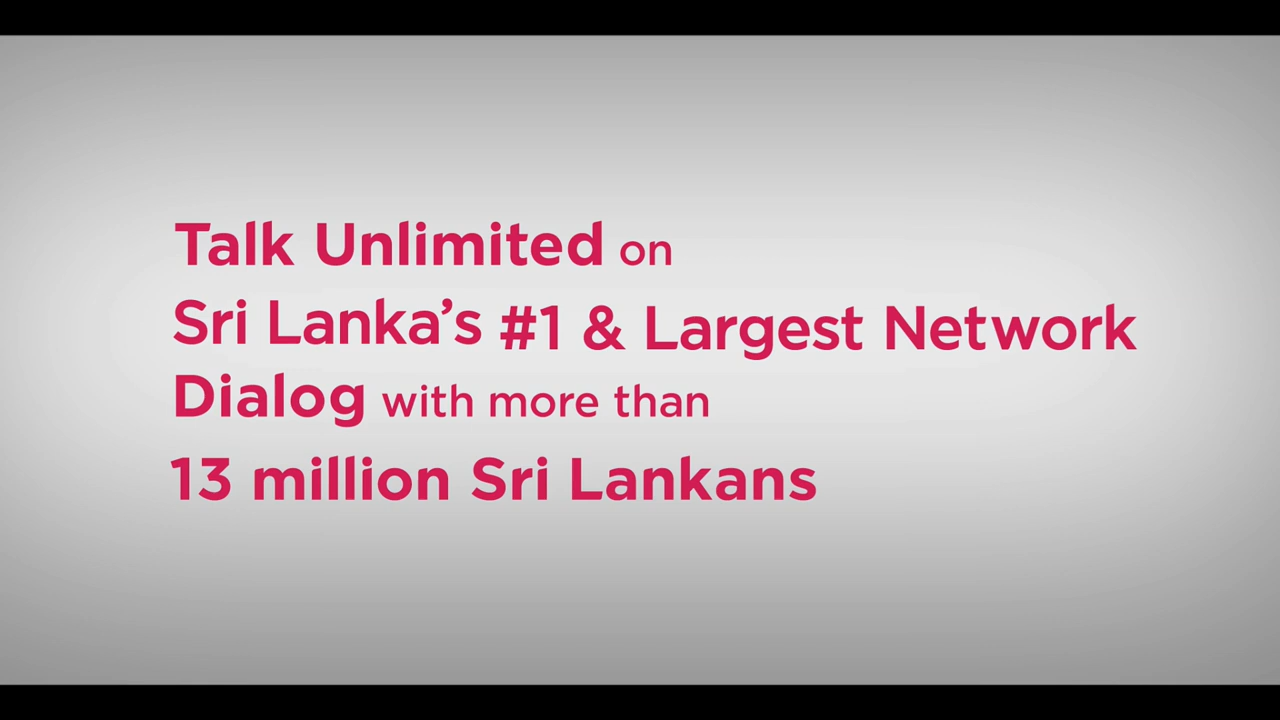 Talk Unlimited on
Sri Lanka’s #1 & Largest Network
Dialog with more than
13 million Sri Lankans